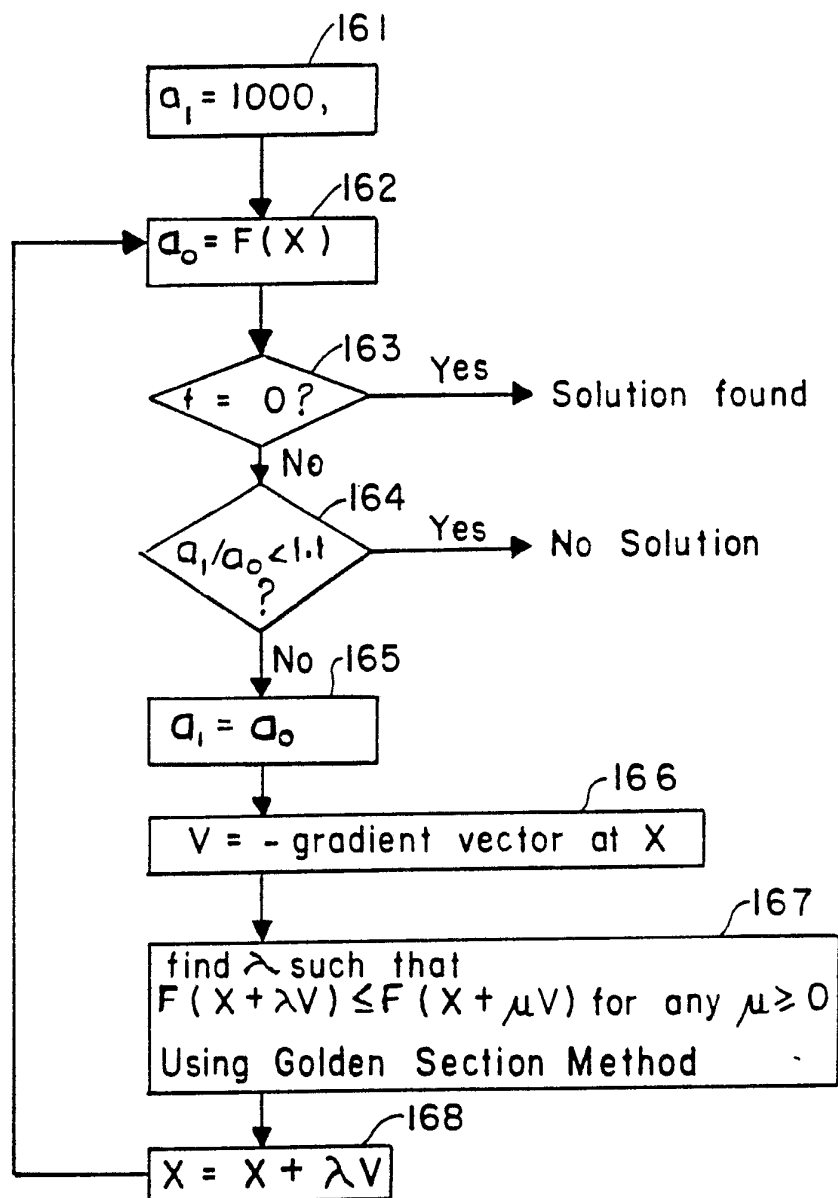 161
a₁ = 1000,
162
a₀ = F(X)
163
t = 0?
Yes
Solution found
No
164
a₁/a₀ < 1.1
?
Yes
No Solution
No
165
a₁ = a₀
166
V = - gradient vector at X
167
find λ such that
F(X + λV) ≤ F(X + μV) for any μ ≥ 0
Using Golden Section Method
168
X = X + λV